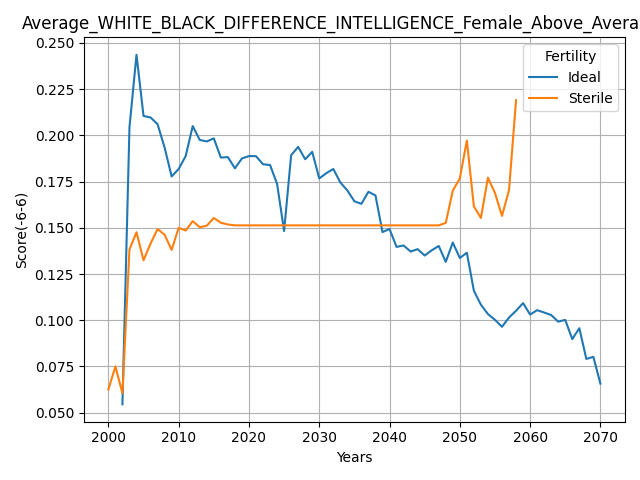 Average_WHITE_BLACK_DIFFERENCE_INTELLIGENCE_Female_Above_Avera
0.250
0.225
0.200
0.175
0.150
0.125
0.100
0.075
0.050
Score(-6-6)
Fertility
Ideal
Sterile
2000 2010 2020 2030 2040 2050 2060 2070
Years